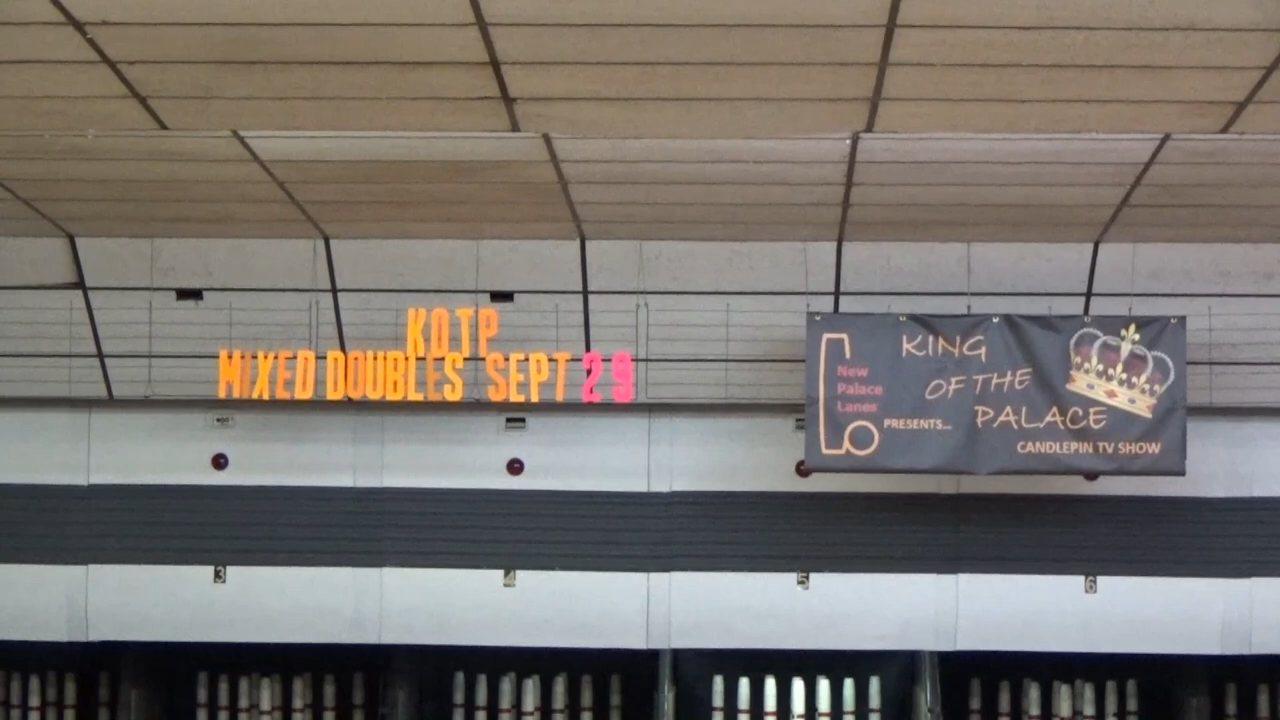 KOTP
MIXED DOUBLES SEPT 29
New
Palace
Lanes
PRESENTS...
KING
OF THE
PALACE
CANDLEPIN TV SHOW
3
4
5
6